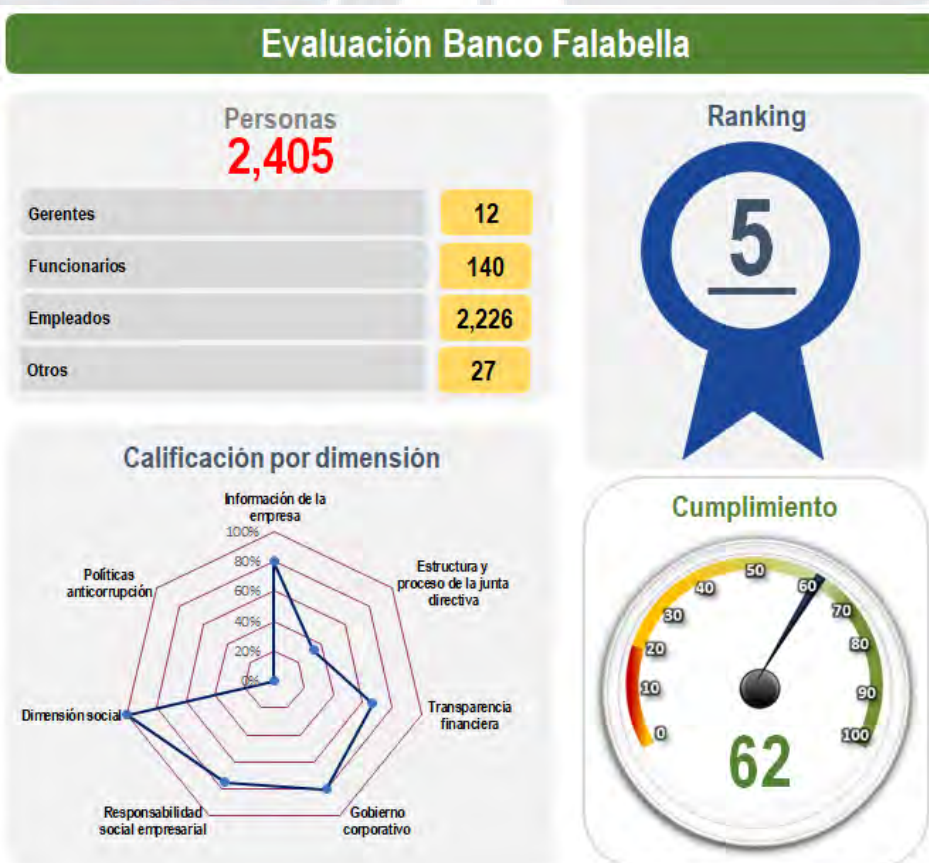 Evaluación Banco Falabella
Personas
2,405
Gerentes 12
Funcionarios 140
Empleados 2,226
Otros 27
Ranking
5
Calificación por dimensión
Información de la
empresa
100%
80%
60%
40%
20%
0%
Estructura y
proceso de la junta
directiva
Transparencia
financiera
Gobierno
corporativo
Responsabilidad
social empresarial
Dimensión social
Políticas
anticorrupción
Cumplimiento
0
10
20
30
40
50
60
70
80
90
100
62